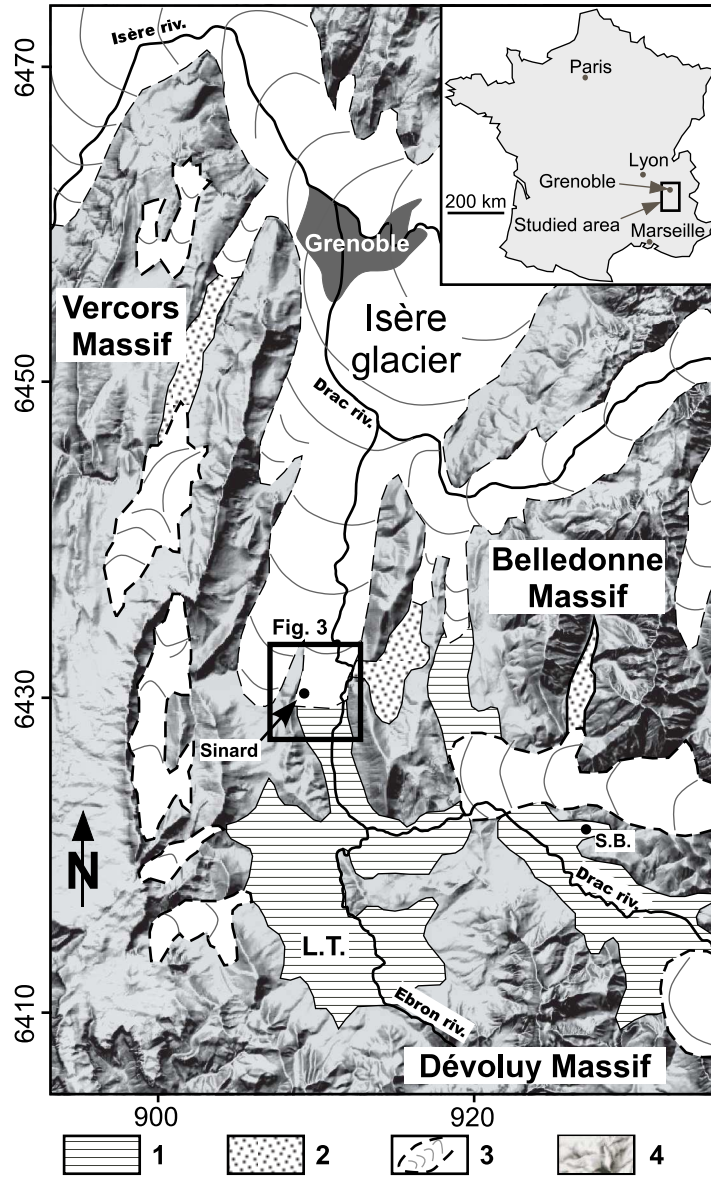 Isère riv.
6470
Paris
Lyon
Grenoble
200 km
Studied area
Marseille
Grenoble
Vercors
Massif
Isère
glacier
6450
Drac riv.
Belledonne
Massif
Fig. 3
6430
Sinard
S.B.
N
Drac riv.
L.T.
Ebron riv.
6410
Dévoluy Massif
900
920
1
2
3
4